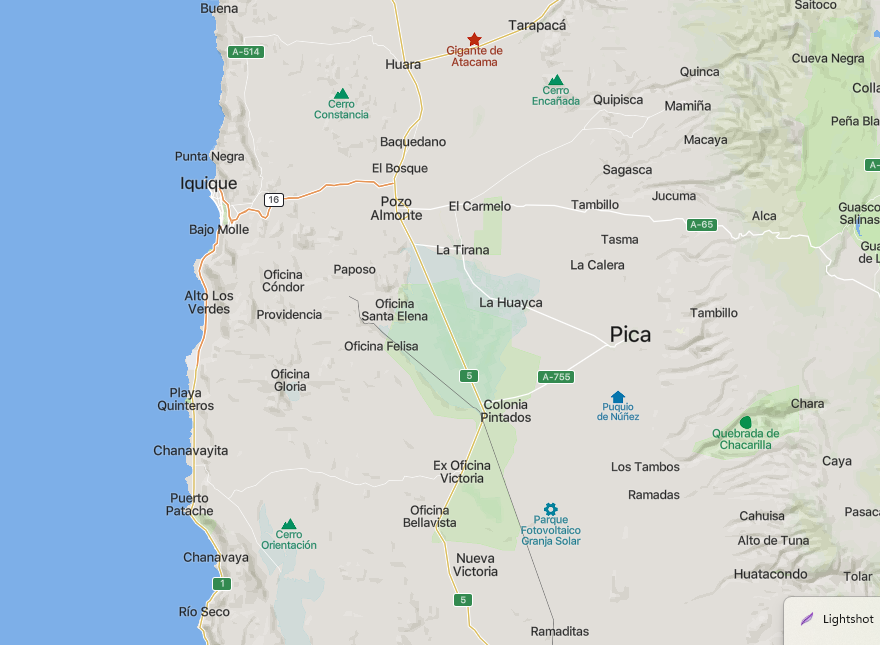 Buena
Saitoco
Tarapacá
A-514
Gigante de
Atacama
Huara
Cueva Negra
Quinca
Cerro
Constancia
Cerro
Encañada
Quipisca
Mamiña
Colla
Peña Bla
Baquedano
Macaya
Punta Negra
El Bosque
Sagasca
A-
Iquique
16
Pozo
Almonte
El Carmelo
Tambillo
Jucuma
Guasco
Salinas
Bajo Molle
A-65
Alca
La Tirana
Tasma
Gua
de L
Paposo
La Calera
Oficina
Cóndor
Alto Los
Verdes
Oficina
Santa Elena
La Huayca
Providencia
Tambillo
Pica
Oficina Felisa
Oficina
Gloria
5
A-755
Playa
Quinteros
Colonia
Pintados
Puquio
de Núñez
Chara
Quebrada de
Chacarilla
Chanavayita
Ex Oficina
Victoria
Los Tambos
Caya
Puerto
Patache
Ramadas
Oficina
Bellavista
Parque
Fotovoltaico
Granja Solar
Cahuisa
Pasaca
Cerro
Orientación
Alto de Tuna
Chanavaya
Nueva
Victoria
Huatacondo
Tolar
1
5
Río Seco
Lightshot
Ramaditas